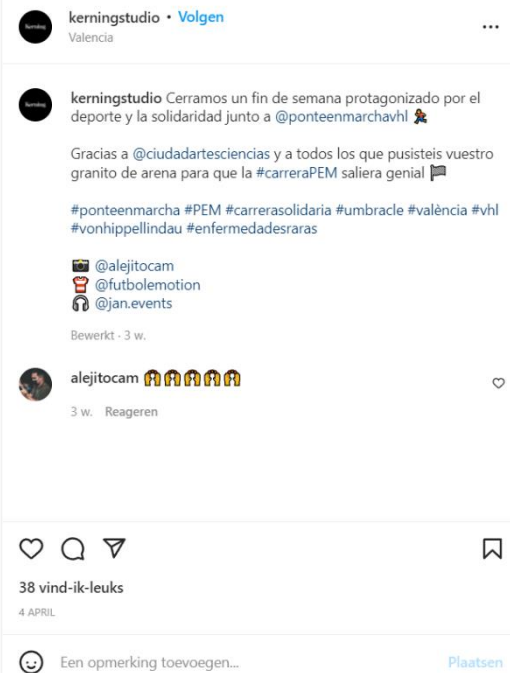 kerningstudio • Volgen
Valencia
kerningstudio Cerramos un fin de semana protagonizado por el
deporte y la solidaridad junto a @ponteenmarchavhl
Gracias a @ciudadartesciencias y a todos los que pusisteis vuestro
granito de arena para que la #carreraPEM saliera genial
#ponteenmarcha #PEM #carrerasolidaria #umbracle #valència #vhl
#vonhippellindau #enfermedadesraras
@alejitocam
@futbolemotion
@jan.events
Bewerkt · 3 w.
alejitocam
3 w. Reageren
38 vind-ik-leuks
4 APRIL
Een opmerking toevoegen...
Plaatsen